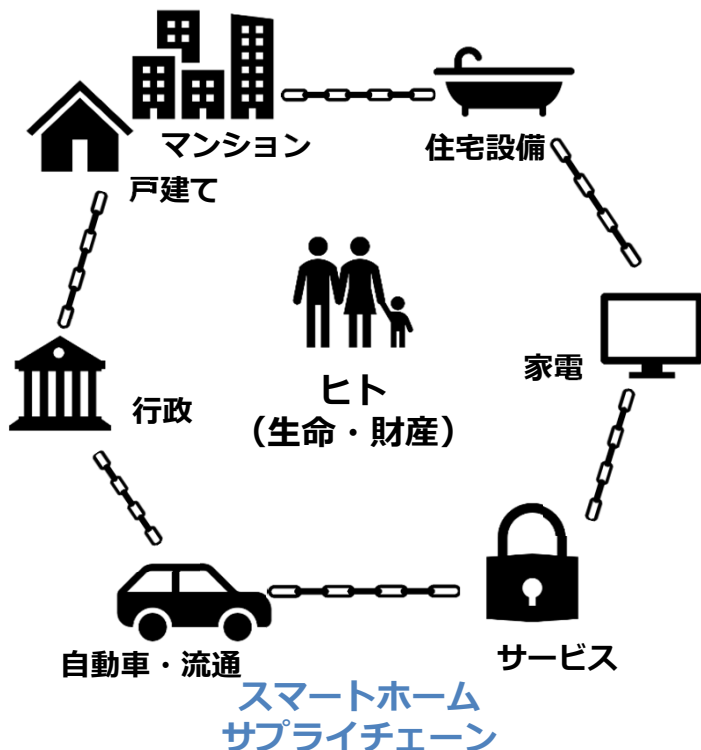 マンション
住宅設備
戸建て
ヒト
(生命・財産)
家電
行政
サービス
自動車・流通
スマートホーム
サプライチェーン